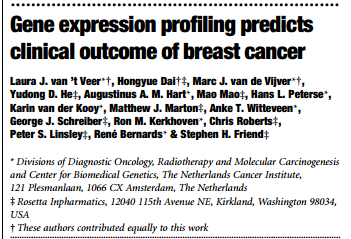 Gene expression profiling predicts
clinical outcome of breast cancer
Laura J. van 't Veer*†, Hongyue Dai†‡, Marc J. van de Vijver*†,
Yudong D. He‡, Augustinus A. M. Hart*, Mao Mao‡, Hans L. Peterse*,
Karin van der Kooy*, Matthew J. Marton‡, Anke T. Witteveen*,
George J. Schreiber‡, Ron M. Kerkhoven*, Chris Roberts‡,
Peter S. Linsley‡, René Bernards* & Stephen H. Friend‡
* Divisions of Diagnostic Oncology, Radiotherapy and Molecular Carcinogenesis
and Center for Biomedical Genetics, The Netherlands Cancer Institute,
121 Plesmanlaan, 1066 CX Amsterdam, The Netherlands
‡ Rosetta Inpharmatics, 12040 115th Avenue NE, Kirkland, Washington 98034,
USA
† These authors contributed equally to this work